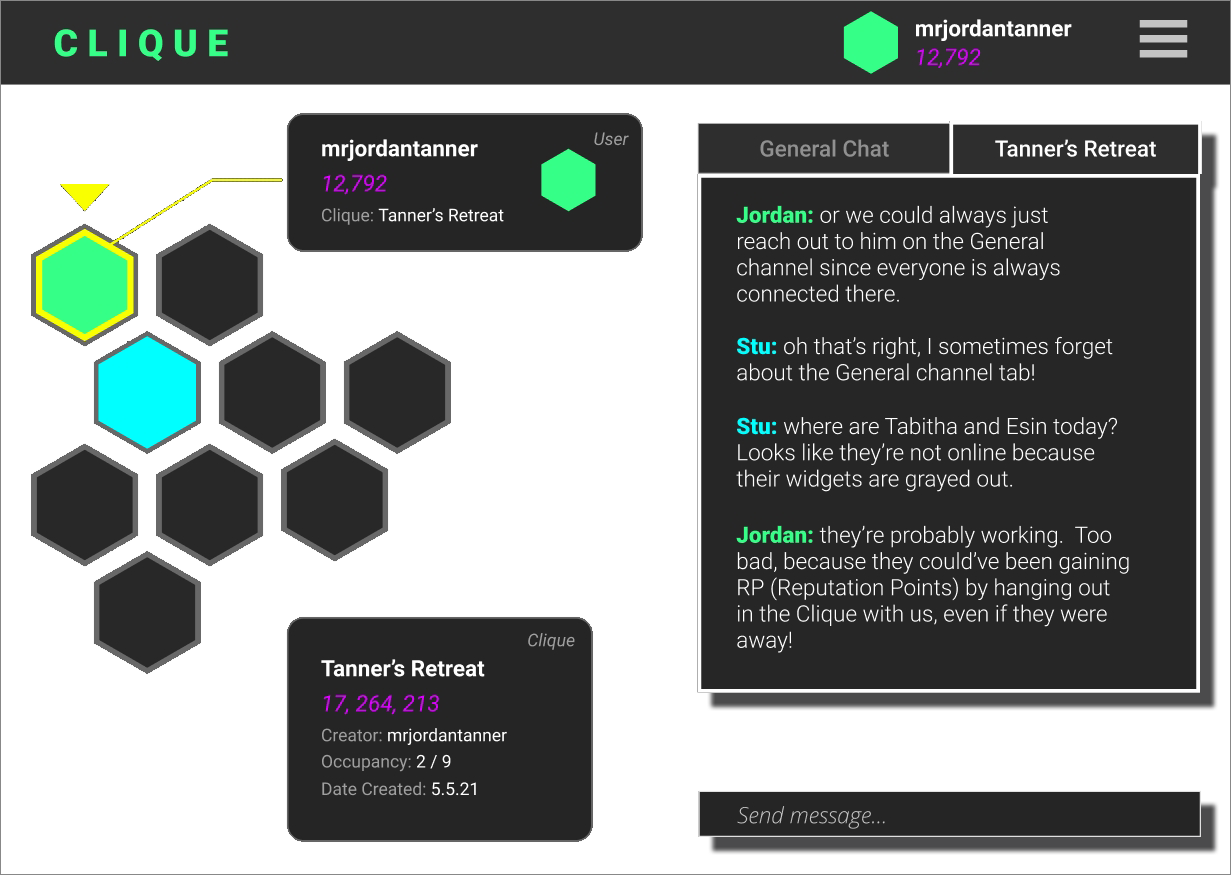 CLIQUE
mrjordantanner
12,792
User
mrjordantanner
12,792
Clique: Tanner’s Retreat
General Chat
Tanner’s Retreat
Jordan: or we could always just
reach out to him on the General
channel since everyone is always
connected there.
Stu: oh that’s right, I sometimes forget
about the General channel tab!
Stu: where are Tabitha and Esin today?
Looks like they’re not online because
their widgets are grayed out.
Jordan: they’re probably working.  Too
bad, because they could’ve been gaining
RP (Reputation Points) by hanging out
in the Clique with us, even if they were
away!
Clique
Tanner’s Retreat
17, 264, 213
Creator: mrjordantanner
Occupancy: 2 / 9
Date Created: 5.5.21
Send message...